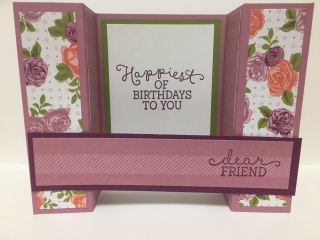 Happiest
OF
BIRTHDAYS
TO YOU
dear
FRIEND